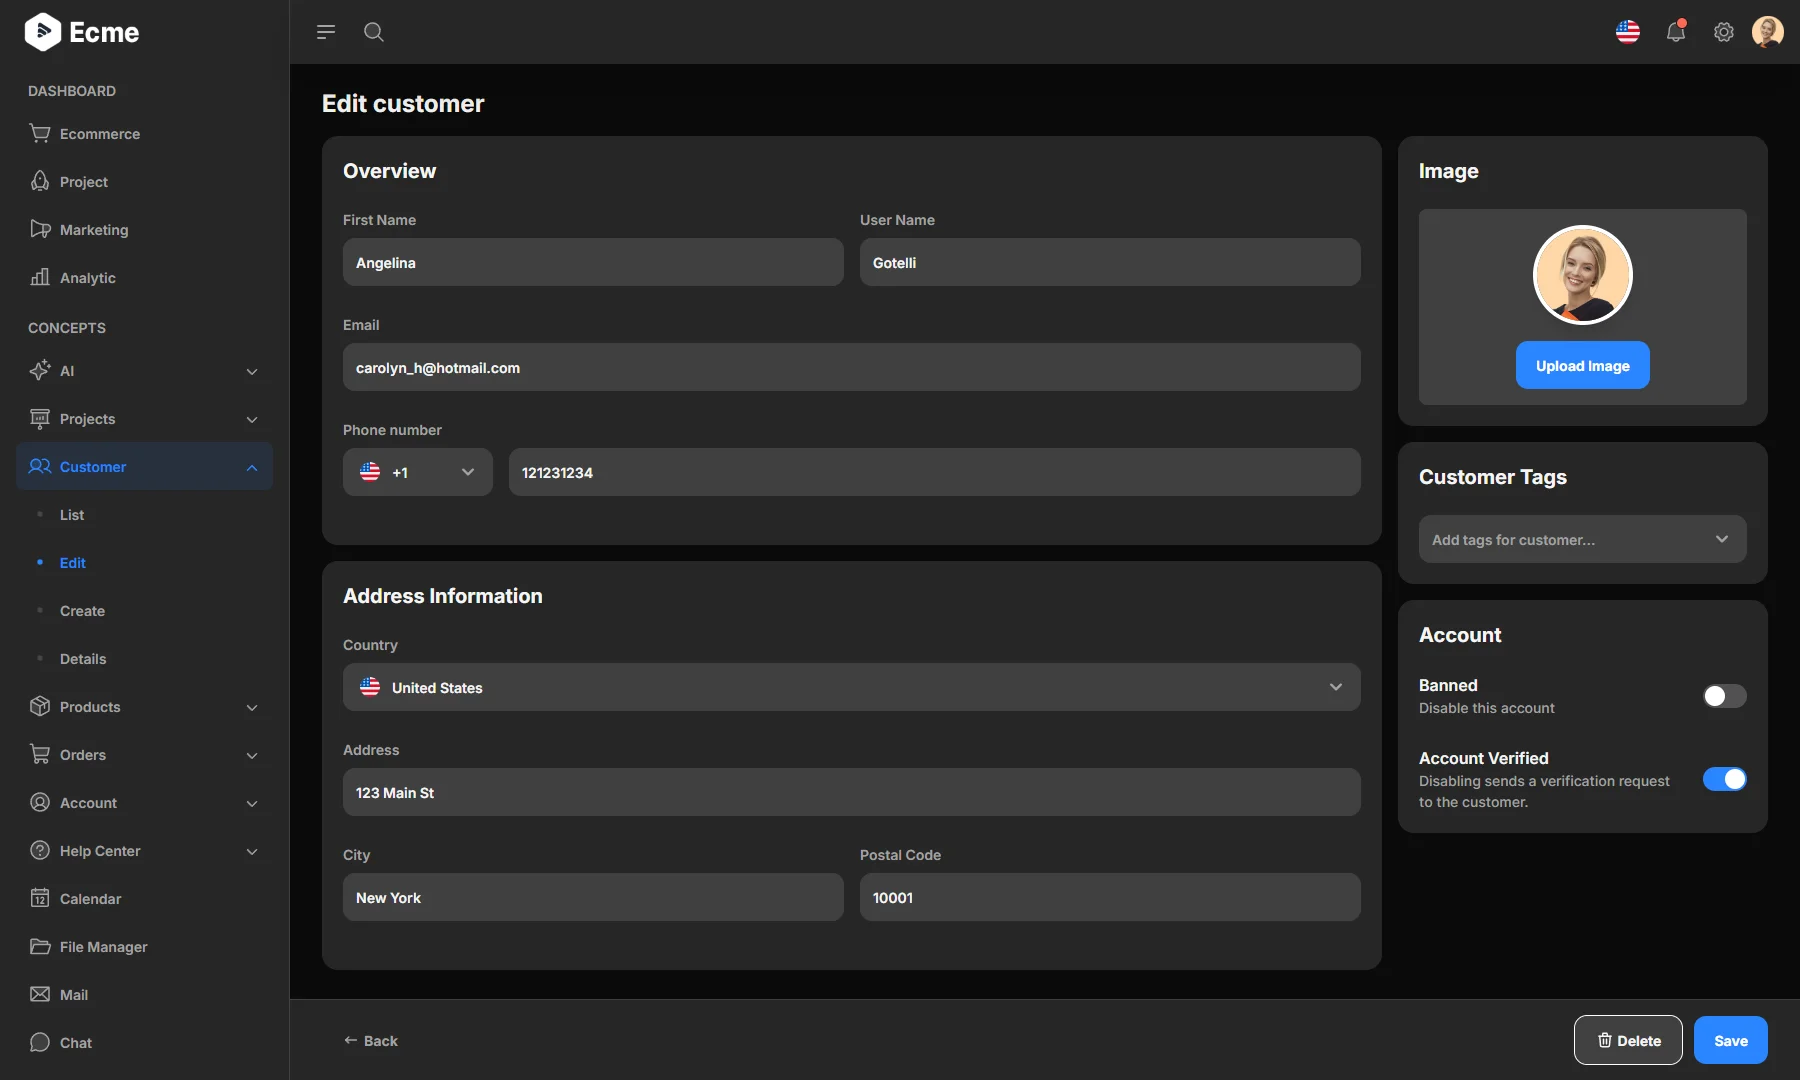 Ecme
DASHBOARD
Ecommerce
Project
Marketing
Analytic
CONCEPTS
AI
Projects
Customer
List
Edit
Create
Details
Products
Orders
Account
Help Center
12
Calendar
File Manager
Mail
Chat
Edit customer
Overview
First Name
User Name
Angelina
Gotelli
Email
carolyn_h@hotmail.com
Phone number
+1
121231234
Address Information
Country
United States
Address
123 Main St
City
Postal Code
New York
10001
Image
Upload Image
Customer Tags
Add tags for customer...
Account
Banned
Disable this account
Account Verified
Disabling sends a verification request
to the customer.
Back
Delete
Save